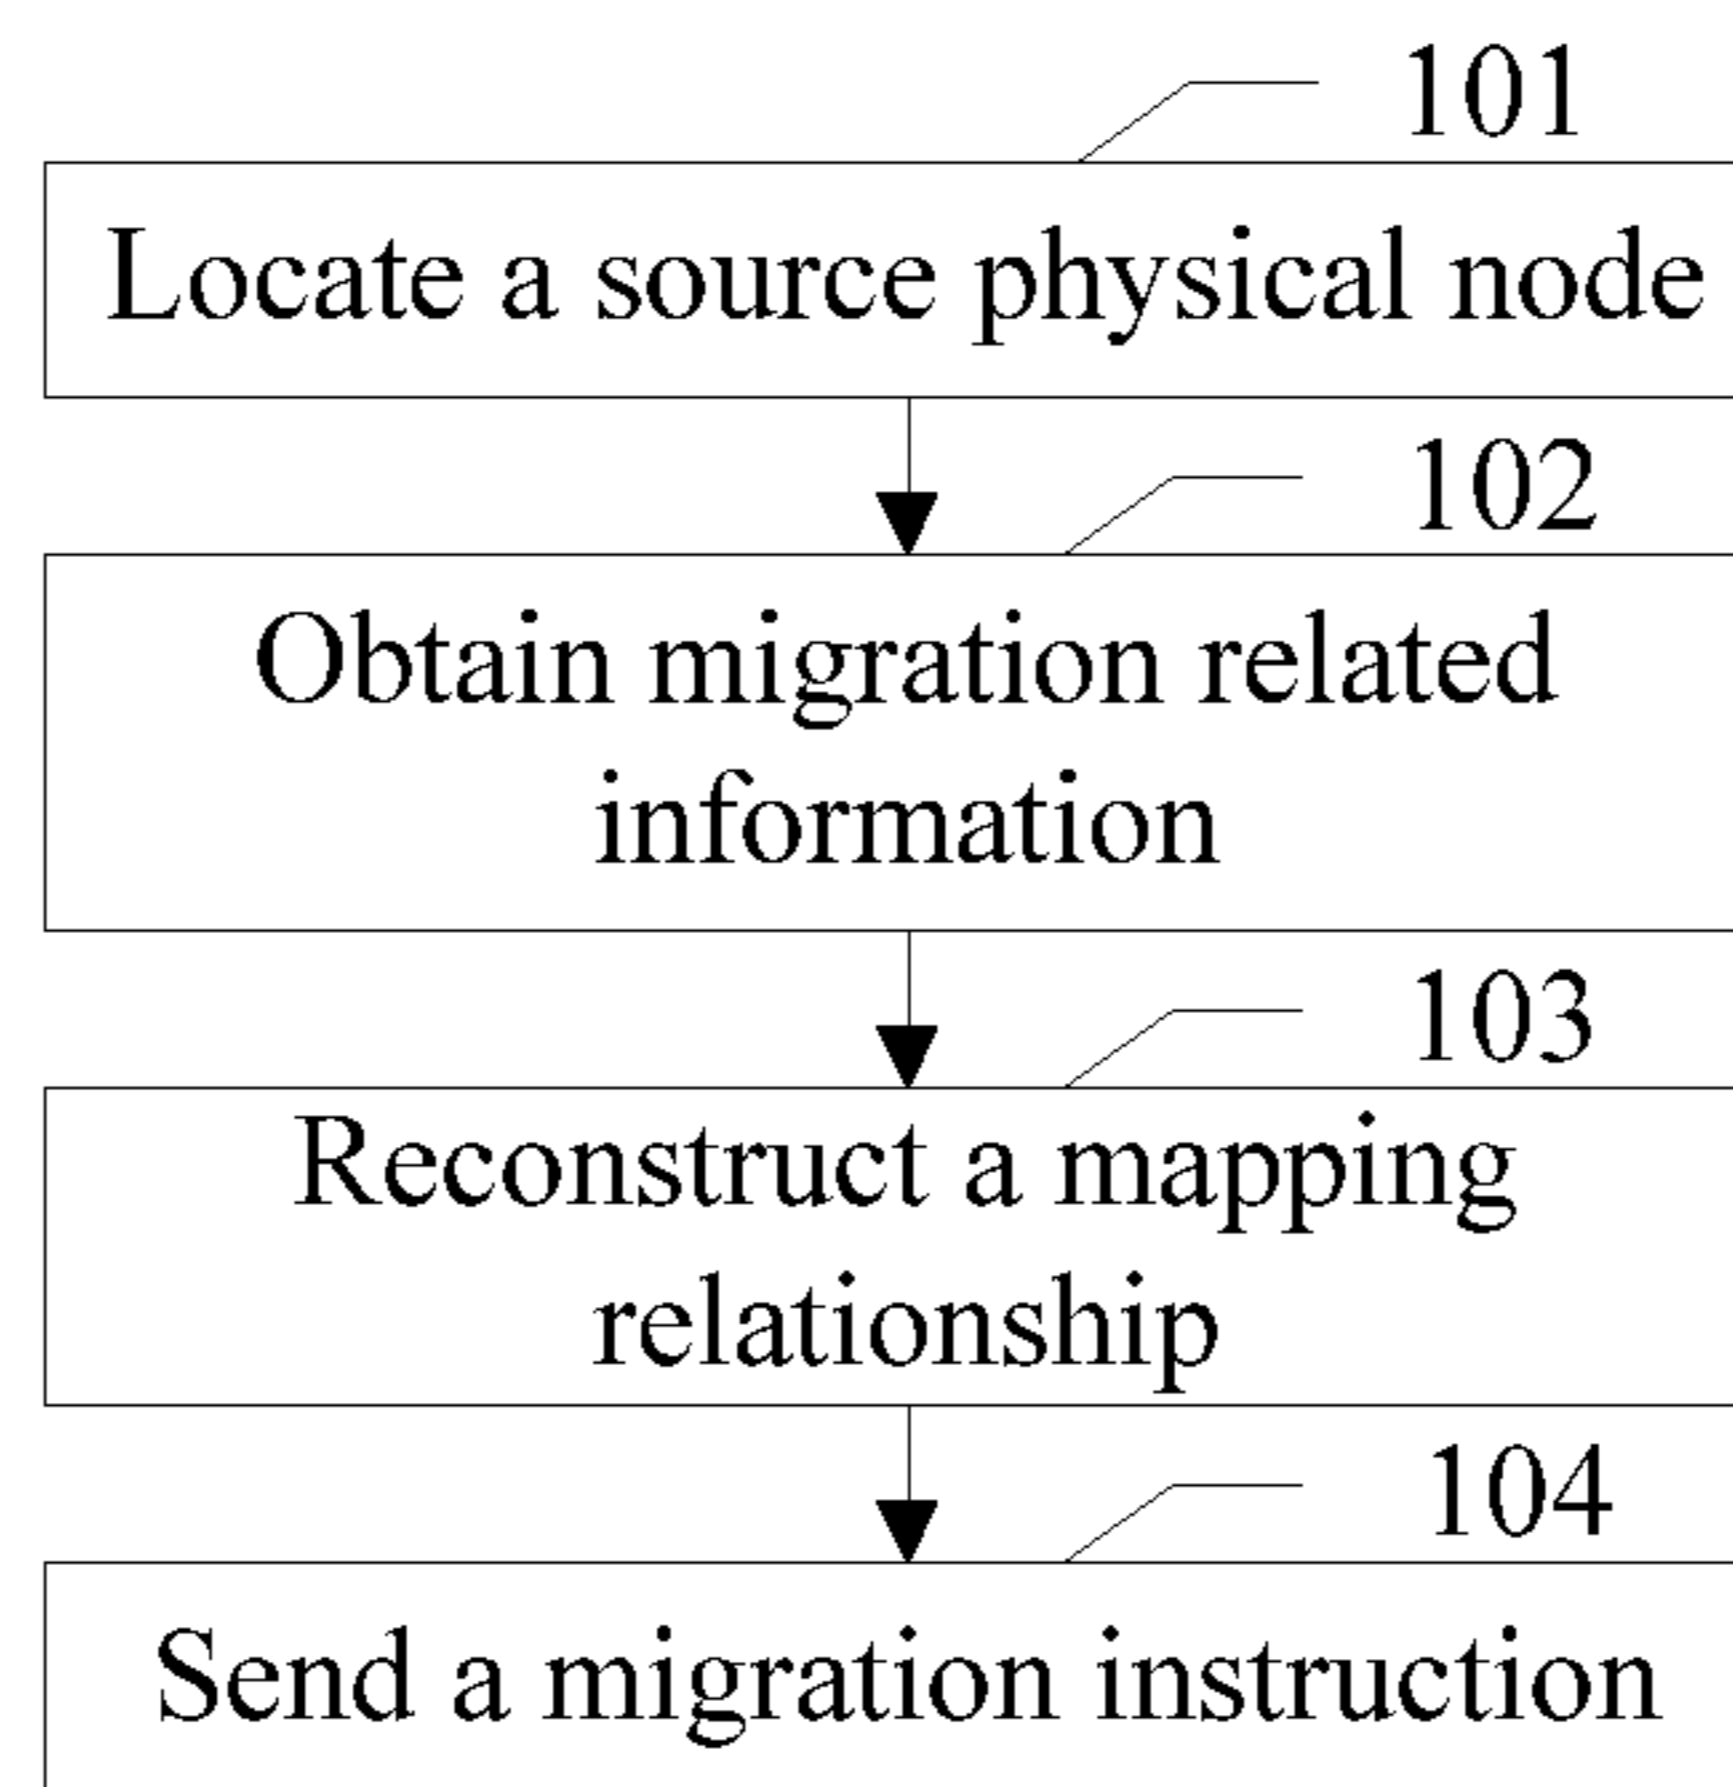 101
Locate a source physical node
102
Obtain migration related
information
103
Reconstruct a mapping
relationship
104
Send a migration instruction